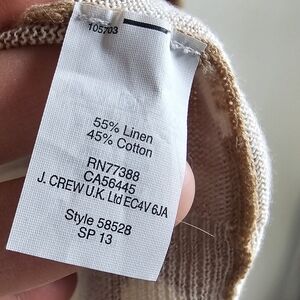 105703
55% Linen
45% Cotton
RN77388
CA56445
J. CREW U.K. Ltd EC4V 6JA
Style 58528
SP 13